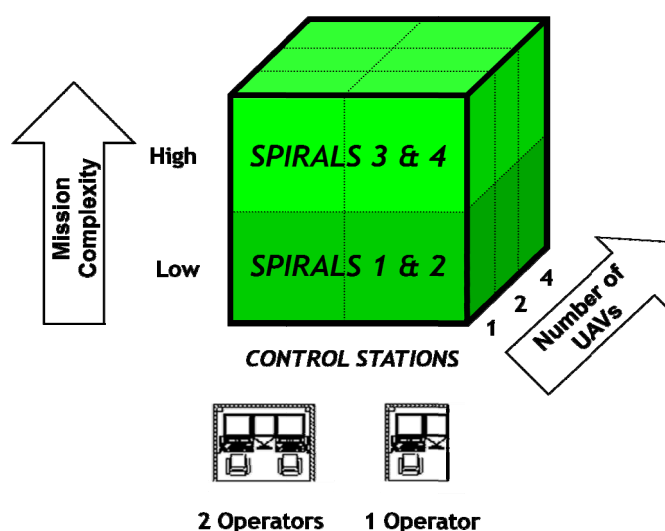 Mission
Complexity
High
SPIRALS 3 & 4
Low
SPIRALS 1 & 2
1
2
4
Number of
UAVs
CONTROL STATIONS
2 Operators
1 Operator